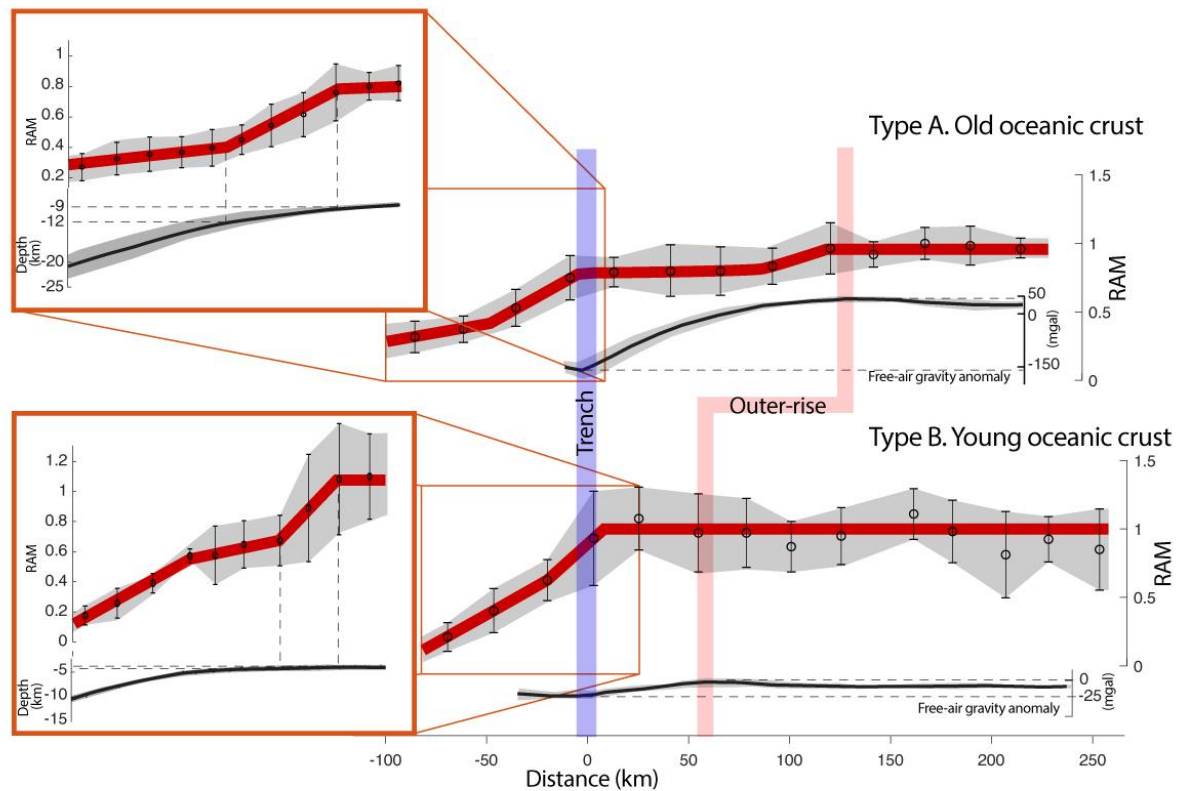 1
0.8
0.6
0.4
0.2
RAM
-9
-12
-20
-25
Depth
(km)
Type A. Old oceanic crust
1.5
1
0.5
0
RAM
50
0
-150
(mgal)
Free-air gravity anomaly
Trench
Outer-rise
Type B. Young oceanic crust
1.2
1
0.8
0.6
0.4
0.2
0
RAM
-5
-10
-15
Depth
(km)
1.5
1
0.5
0
RAM
0
-25
(mgal)
Free-air gravity anomaly
-100
-50
0
50
100
150
200
250
Distance (km)